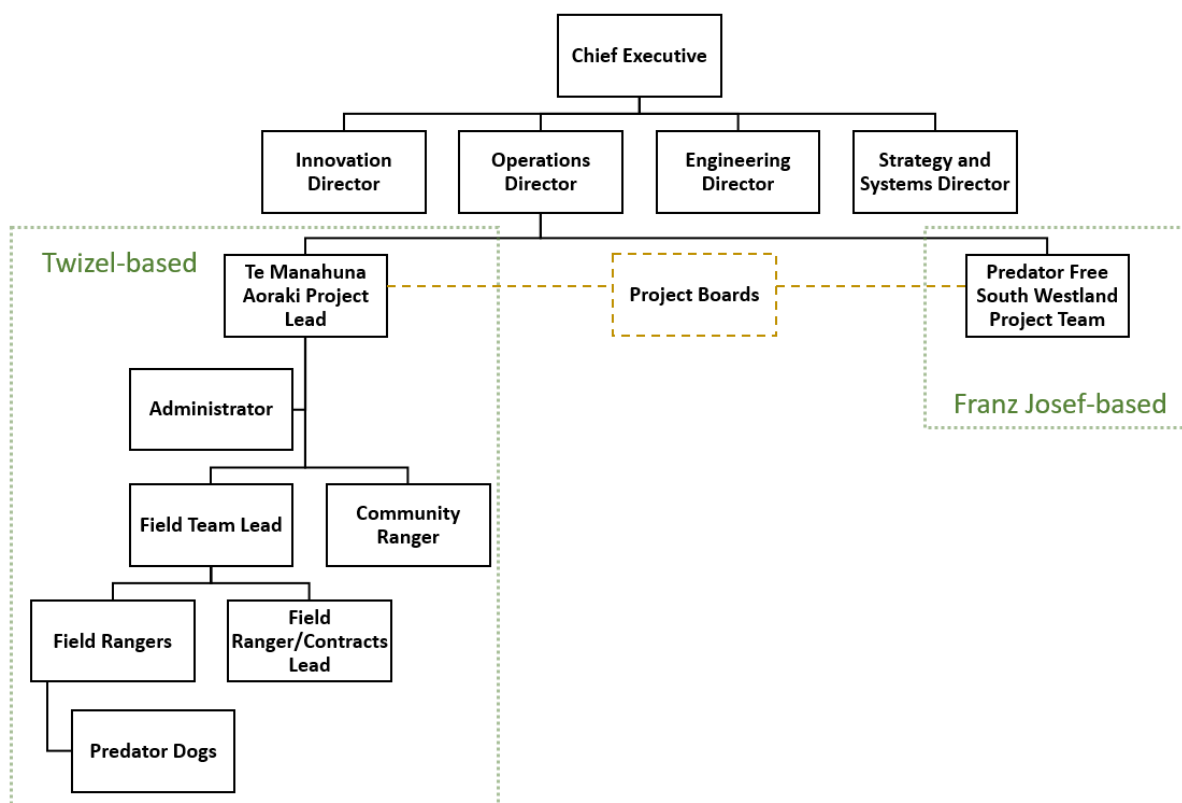 Chief Executive
Innovation
Director
Operations
Director
Engineering
Director
Strategy and
Systems Director
Twizel-based
Te Manahuna
Aoraki Project
Lead
Project Boards
Predator Free
South Westland
Project Team
Franz Josef-based
Administrator
Field Team Lead
Community
Ranger
Field Rangers
Field
Ranger/Contracts
Lead
Predator Dogs